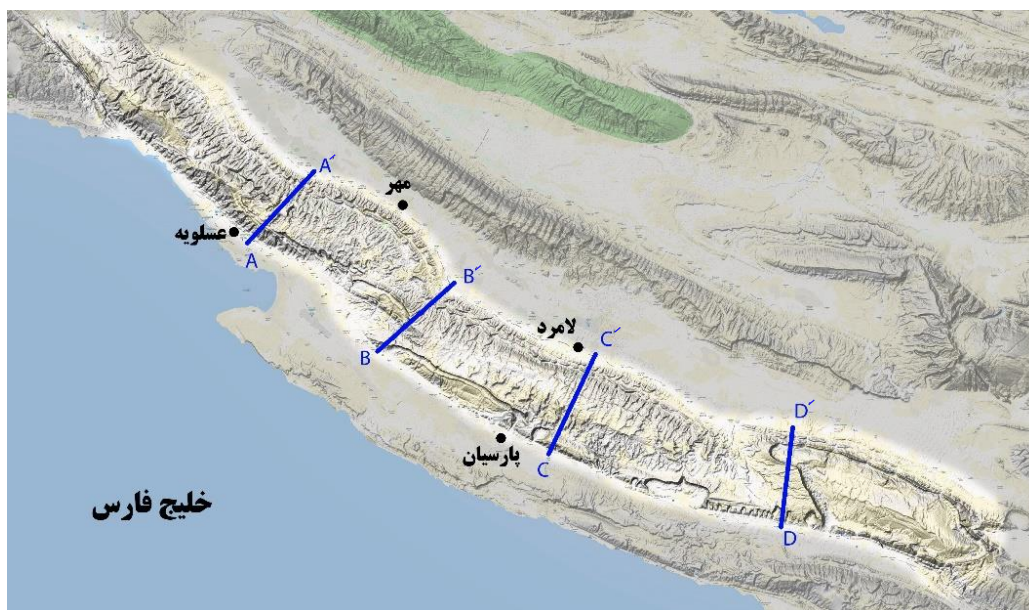 A´
مهر
عسلویه
A
B´
لامرد
C´
B
D´
پارسیان
C
خلیج فارس
D